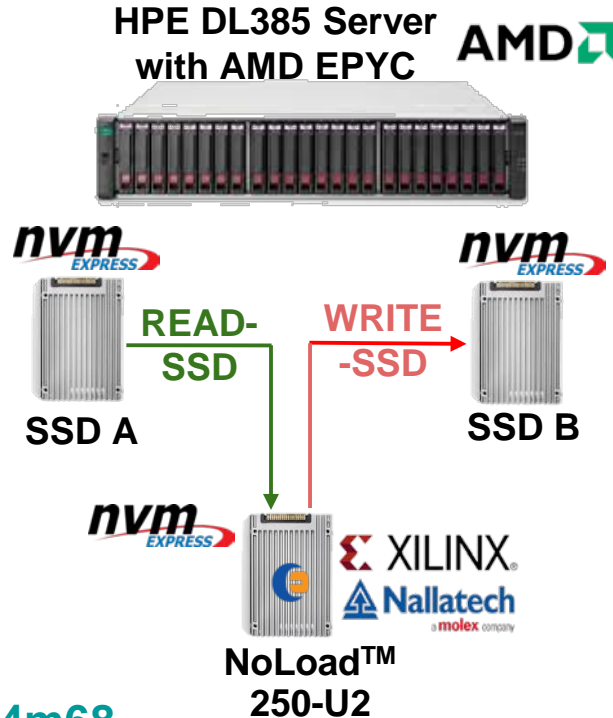 HPE DL385 Server
with AMD EPYC
AMD
nvm
EXPRESS
nvm
EXPRESS
READ-
SSD
WRITE
-SSD
SSD A
SSD B
nvm
EXPRESS
XILINX®
Nallatech
a molex company
NoLoad™
250-U2
4m68